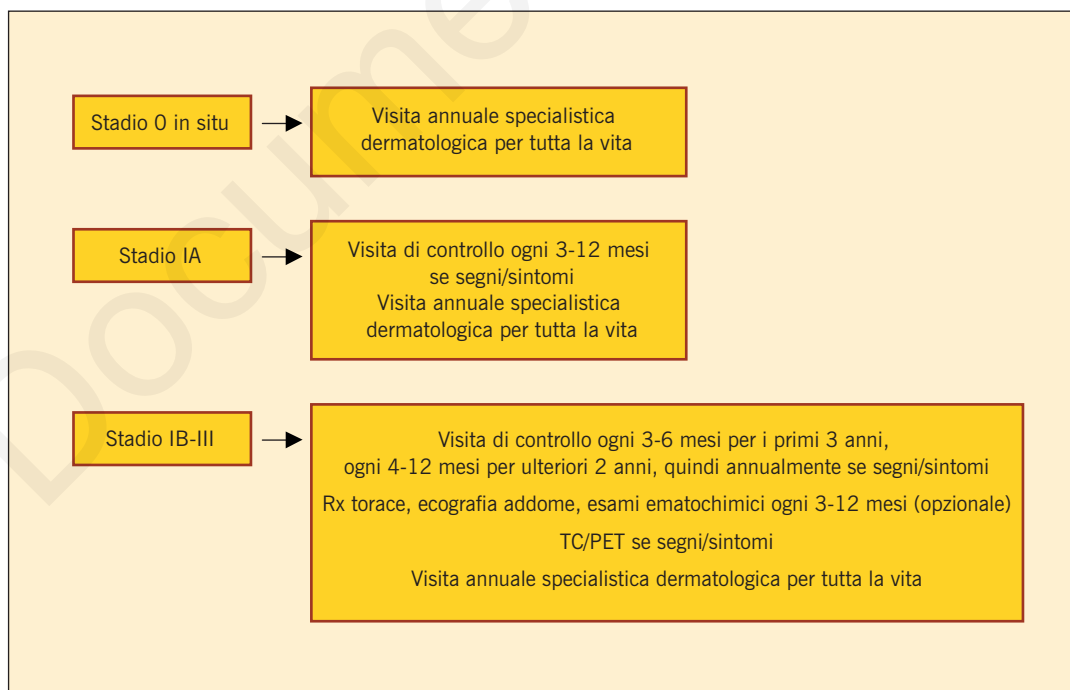 Stadio 0 in situ
Visita annuale specialistica
dermatologica per tutta la vita
Stadio IA
Visita di controllo ogni 3-12 mesi
se segni/sintomi
Visita annuale specialistica
dermatologica per tutta la vita
Stadio IB-III
Visita di controllo ogni 3-6 mesi per i primi 3 anni,
ogni 4-12 mesi per ulteriori 2 anni, quindi annualmente se segni/sintomi
Rx torace, ecografia addome, esami ematochimici ogni 3-12 mesi (opzionale)
TC/PET se segni/sintomi
Visita annuale specialistica dermatologica per tutta la vita